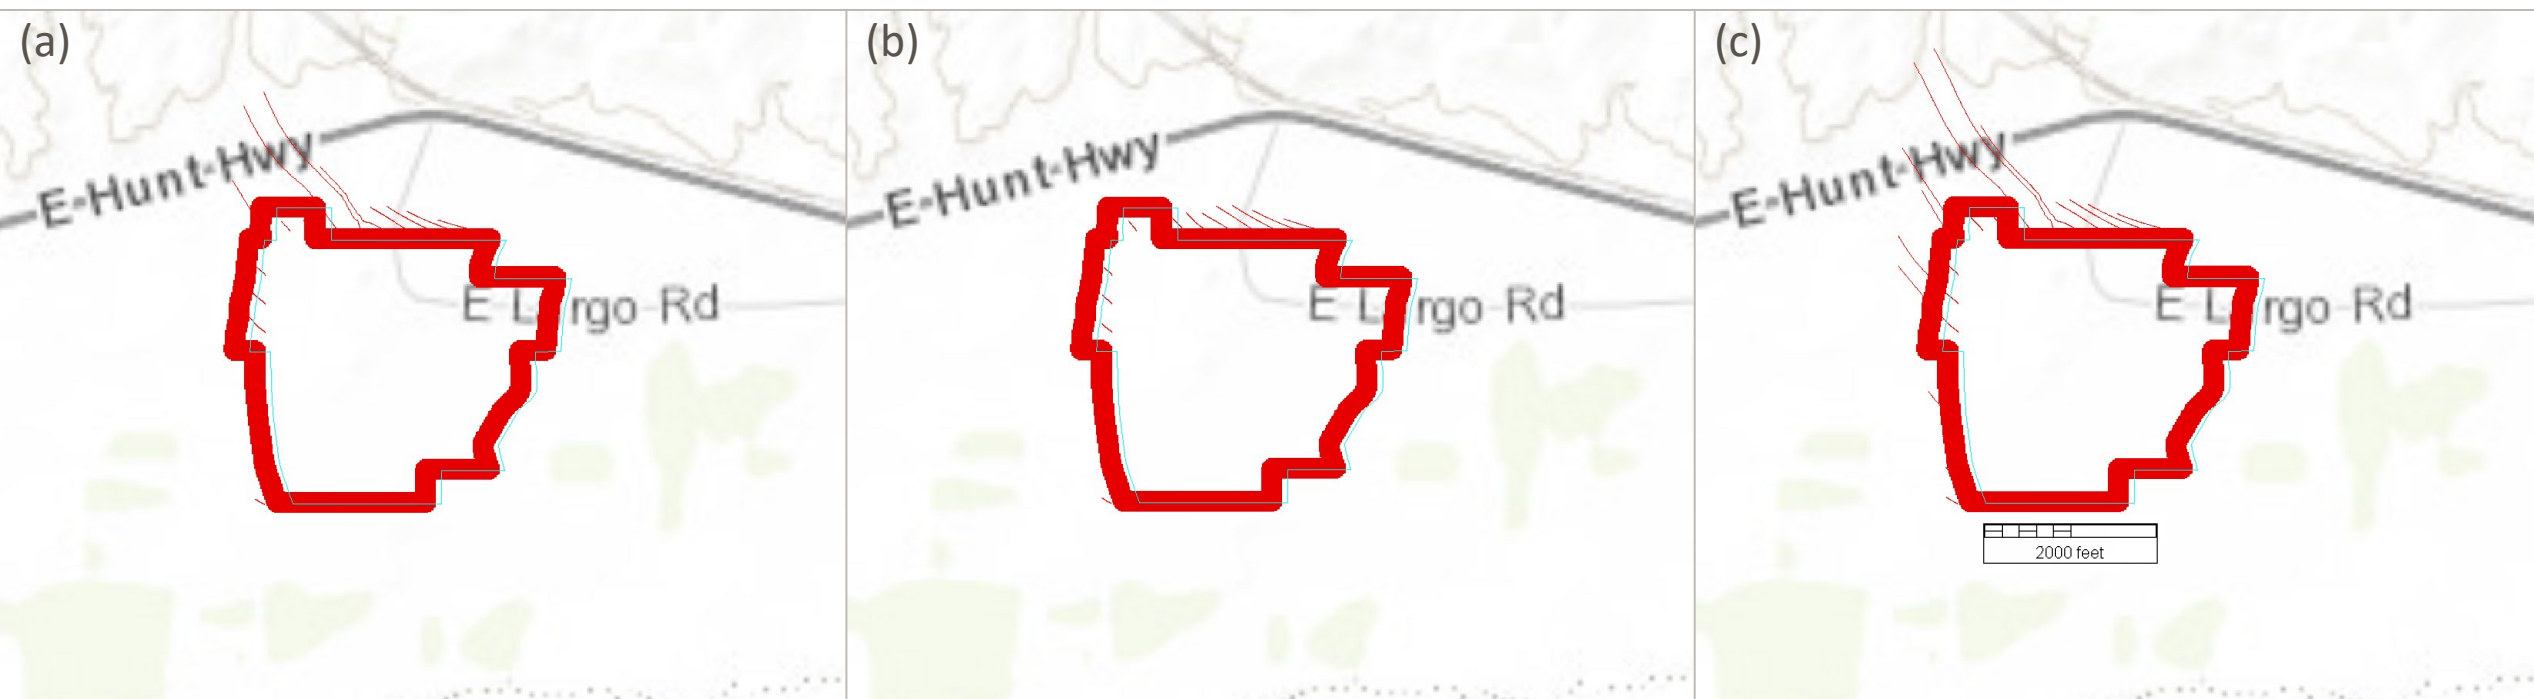 (a)
E-Hunt-Hwy
E L rgo Rd
(b)
E-Hunt-Hwy
E L rgo Rd
(c)
E-Hunt-Hwy
E L rgo Rd
2000 feet